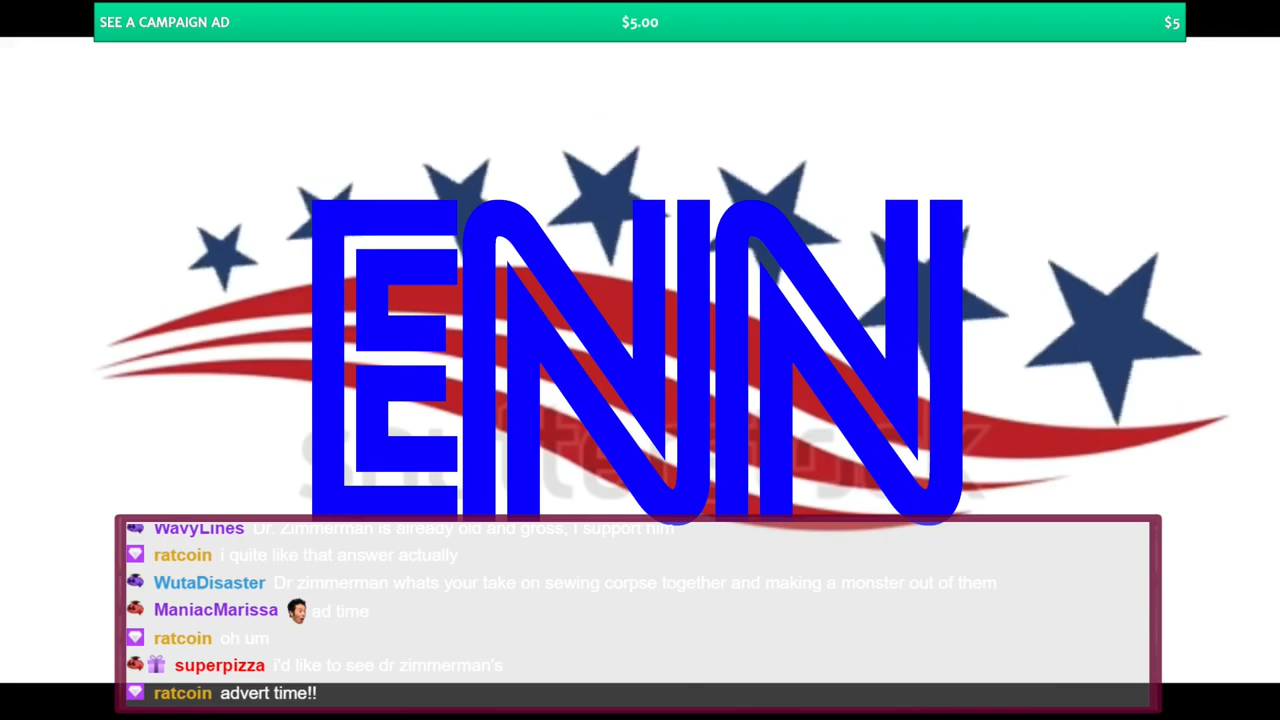 SEE A CAMPAIGN AD $5.00 $5
ENN
shutterstock
WavyLines Dr. Zimmerman is already old and gross, I support him
ratcoin i quite like that answer actually
WutaDisaster Dr zimmerman whats your take on sewing corpse together and making a monster out of them
ManiacMarissa ad time
ratcoin oh um
superpizza i'd like to see dr zimmerman's
ratcoin advert time!!